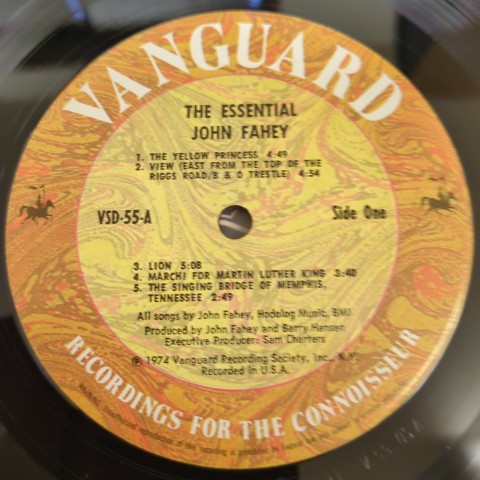 VANGUARD
THE ESSENTIAL
JOHN FAHEY
1. THE YELLOW PRINCESS 4:49
2. VIEW (EAST FROM THE TOP OF THE
RIGGS ROAD/B & O TRESTLE) 4:54
VSD-55-A
Side One
3. LION 5:08
4. MARCH! FOR MARTIN LUTHER KING 3:40
5. THE SINGING BRIDGE OF MEMPHIS,
TENNESSEE 2:49
All songs by John Fahey, Hodolog Music, BMI
Produced by John Fahey and Barry Hansen
Executive Producer: Sam Charters
℗ 1974 Vanguard Recording Society, Inc., N.Y.
Recorded in U.S.A.
RECORDINGS FOR THE CONNOISSEUR